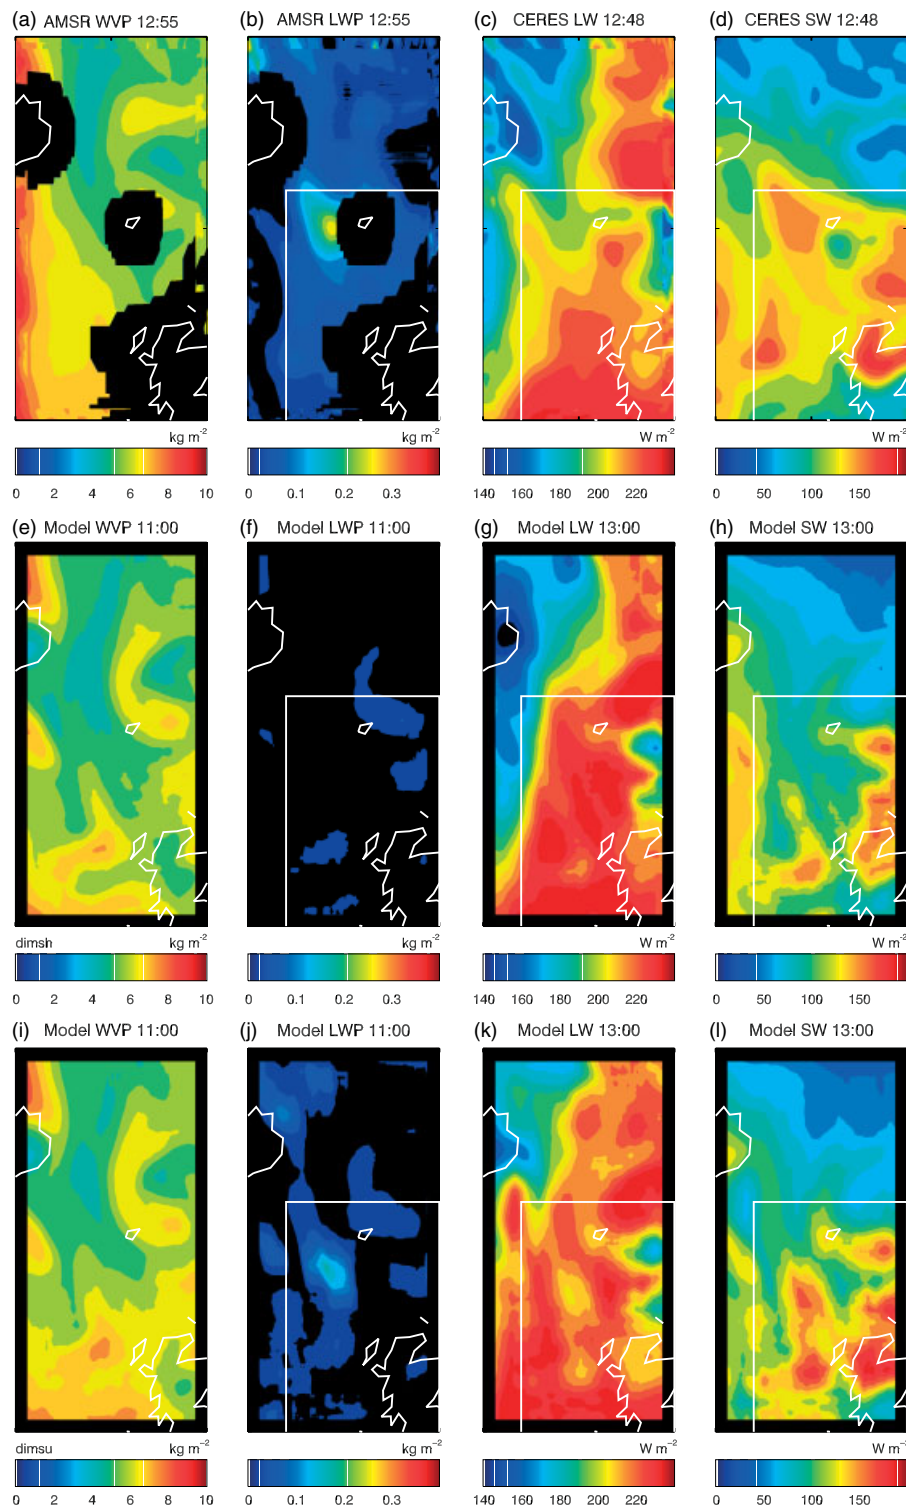 (a) AMSR WVP 12:55
(b) AMSR LWP 12:55
(c) CERES LW 12:48
(d) CERES SW 12:48
kg m⁻²
kg m⁻²
W m⁻²
W m⁻²
0 2 4 6 8 10
0 0.1 0.2 0.3
140 160 180 200 220
0 50 100 150
(e) Model WVP 11:00
(f) Model LWP 11:00
(g) Model LW 13:00
(h) Model SW 13:00
dimsh kg m⁻²
kg m⁻²
W m⁻²
W m⁻²
0 2 4 6 8 10
0 0.1 0.2 0.3
140 160 180 200 220
0 50 100 150
(i) Model WVP 11:00
(j) Model LWP 11:00
(k) Model LW 13:00
(l) Model SW 13:00
dimsu kg m⁻²
kg m⁻²
W m⁻²
W m⁻²
0 2 4 6 8 10
0 0.1 0.2 0.3
140 160 180 200 220
0 50 100 150